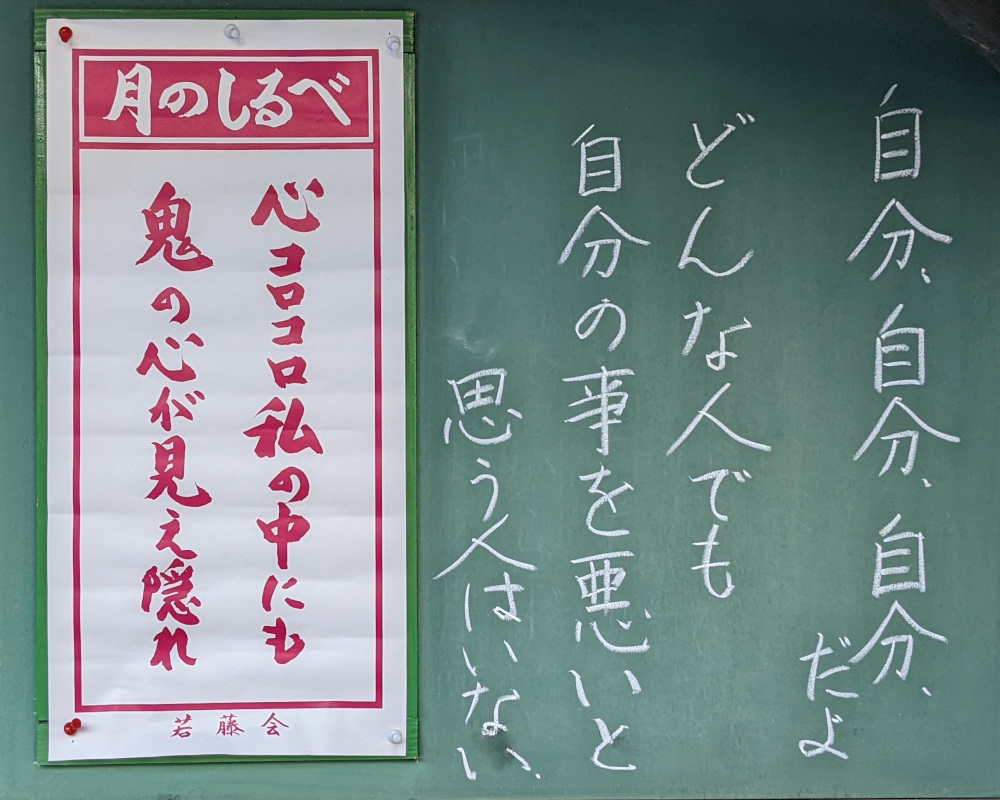 月のしるべ
心コロコロ私の中にも
鬼の心が見え隠れ
若藤会
自分、自分、自分、
だよ
どんな人でも
自分の事を悪いと
思う人はいない、